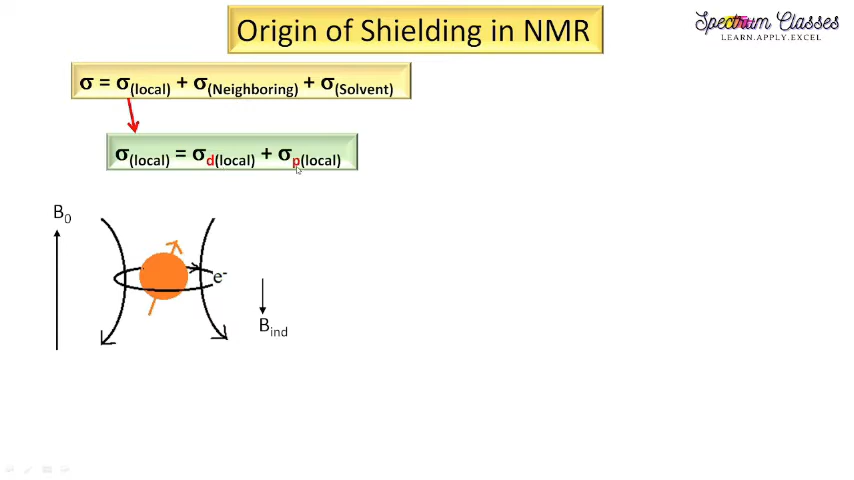 Origin of Shielding in NMR
Spectrum Classes
LEARN.APPLY.EXCEL
σ = σ(local) + σ(Neighboring) + σ(Solvent)
σ(local) = σd(local) + σp(local)
B0
e-
Bind